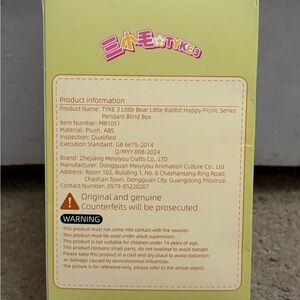 三小毛 TYKE3
Product information
Product Name: TYKE 3 Little Bear Little Rabbit Happy Picnic Series
Pendant Blind Box
Item Number: MR1051
Material: Plush, ABS
Inspection: Qualified
Execution Standard: GB 6675-2014
Q/MYY 008-2024
Brand: Zhejiang Meiyiyou Crafts Co., LTD
Manufacturer: Dongguan Meiyiyou Animation Culture Co., Ltd
Address: Room 102, Building 1, No. 6 Chashantang Ring Road,
Chashan Town, Dongguan City, Guangdong Province
Contact Number: 0579-85220207
Original and genuine
Counterfeits will be prosecuted
WARNING
* This product must not come into contact with fire sources.
* This product must be used under adult supervision.
* This product is not suitable for children under 14 years of age.
* This product contains small parts, do not swallow to avoid danger.
* Please keep this product in a cool and dry place to avoid distortion
or damage caused by environmental influences.
* The picture is for reference only, please refer to the actual object.